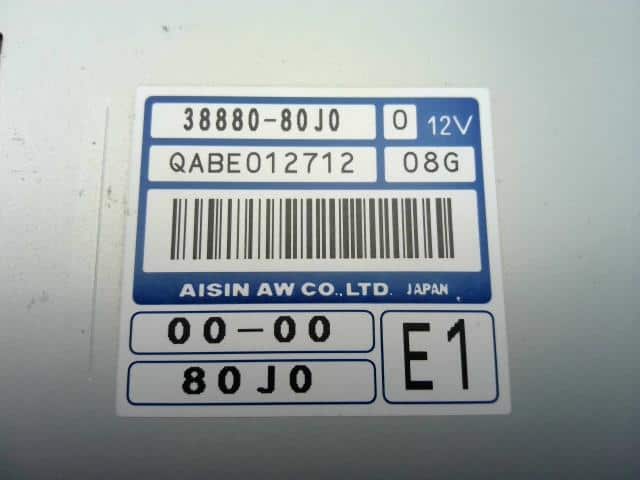 38880-80J0 0 12V
QABE012712 08G
AISIN AW CO.,LTD. JAPAN
00-00
80J0 E1